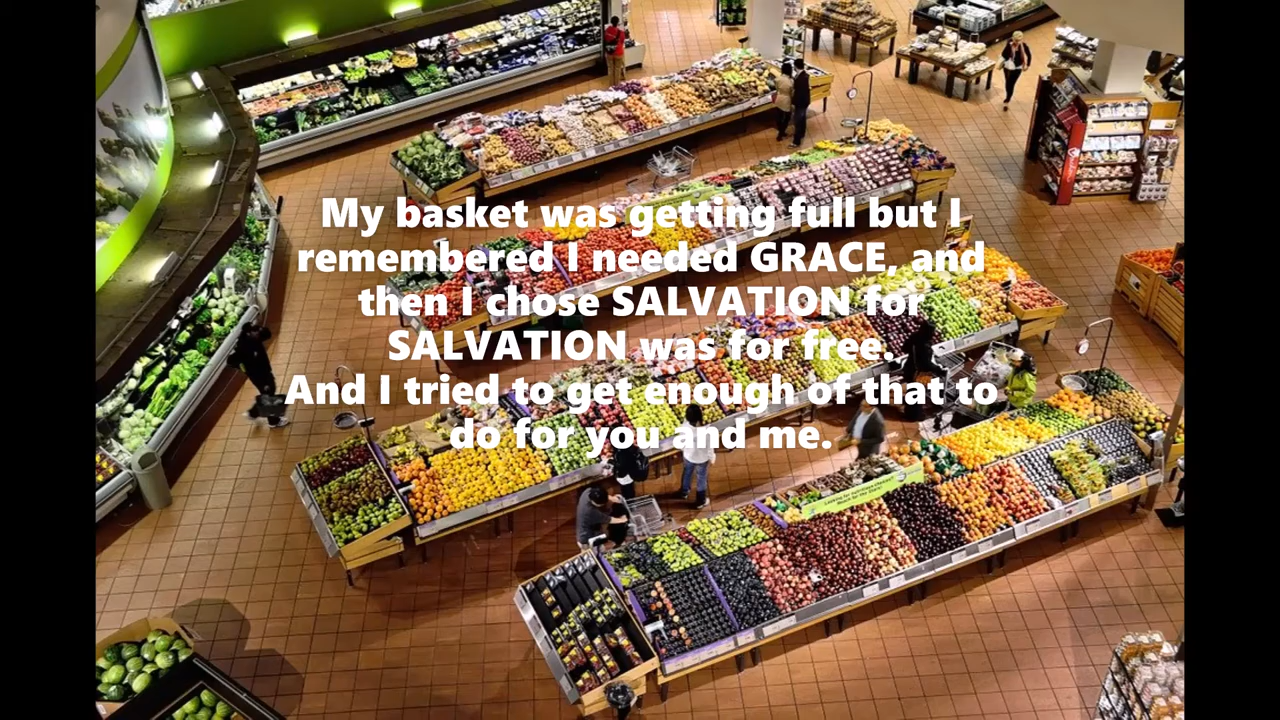 My basket was getting full but I
remembered I needed GRACE, and
then I chose SALVATION for
SALVATION was for free.
And I tried to get enough of that to
do for you and me.